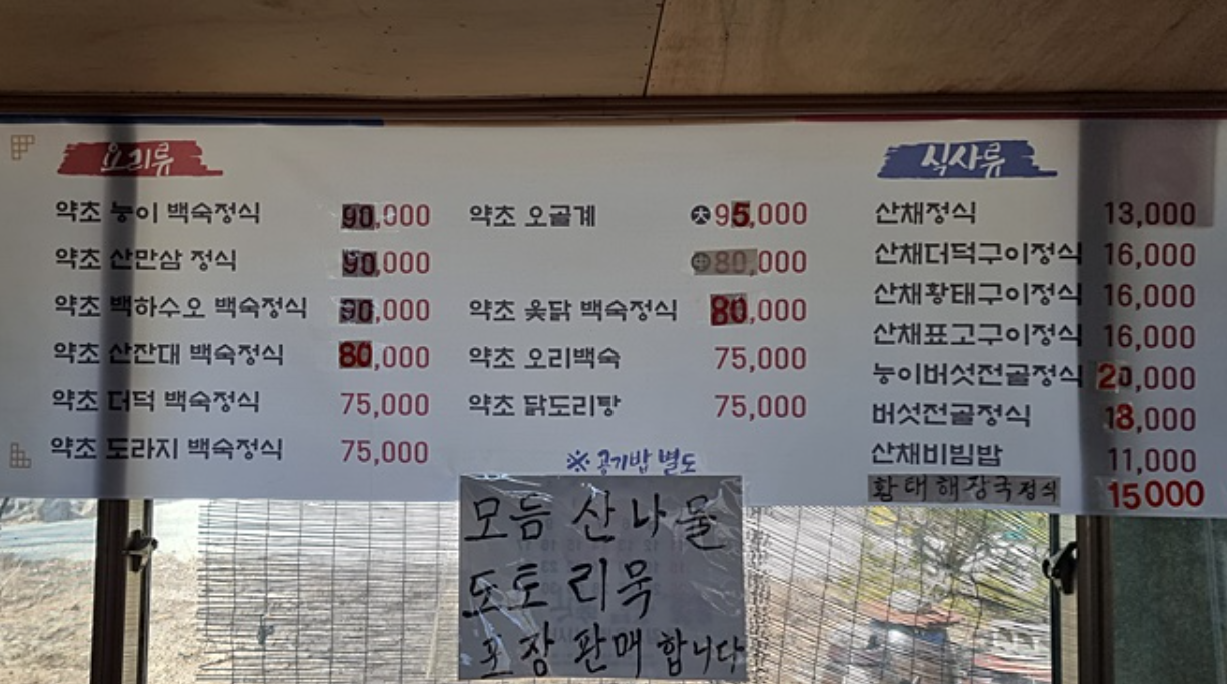 요리류
약초 능이 백숙정식 90,000
약초 산만삼 정식 90,000
약초 백하수오 백숙정식 90,000
약초 산잔대 백숙정식 80,000
약초 더덕 백숙정식 75,000
약초 도라지 백숙정식 75,000
약초 오골계 大 95,000
中 80,000
약초 옻닭 백숙정식 80,000
약초 오리백숙 75,000
약초 닭도리탕 75,000
※ 공기밥 별도
식사류
산채정식 13,000
산채더덕구이정식 16,000
산채황태구이정식 16,000
산채표고구이정식 16,000
능이버섯전골정식 20,000
버섯전골정식 18,000
산채비빔밥 11,000
황태해장국정식 15000
모듬 산나물
도토리묵
포장판매합니다